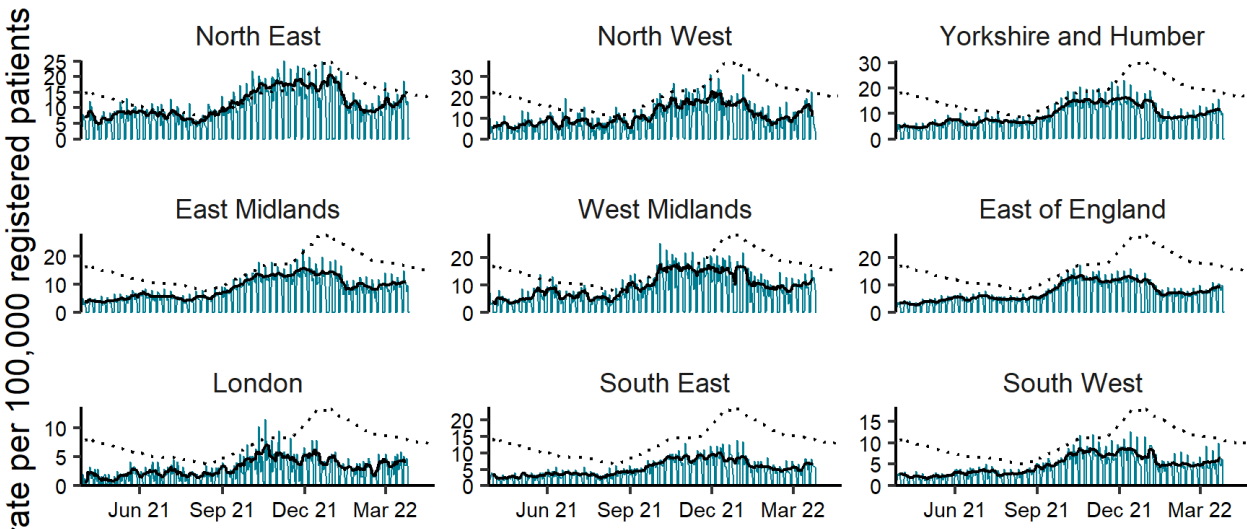 rate per 100,000 registered patients
North East
North West
Yorkshire and Humber
25
20
15
10
5
0
30
20
10
0
30
20
10
0
East Midlands
West Midlands
East of England
20
10
0
20
10
0
20
10
0
London
South East
South West
10
5
0
20
15
10
5
0
15
10
5
0
Jun 21 Sep 21 Dec 21 Mar 22
Jun 21 Sep 21 Dec 21 Mar 22
Jun 21 Sep 21 Dec 21 Mar 22